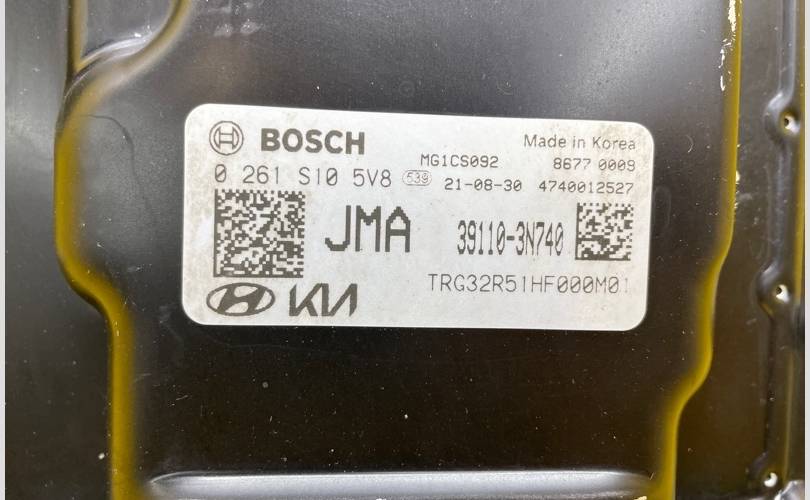 BOSCH
Made in Korea
MG1CS092
8677 0009
0 261 S10 5V8 539
21-08-30 4740012527
JMA
39110-3N740
TRG32R51HF000M01
KIA